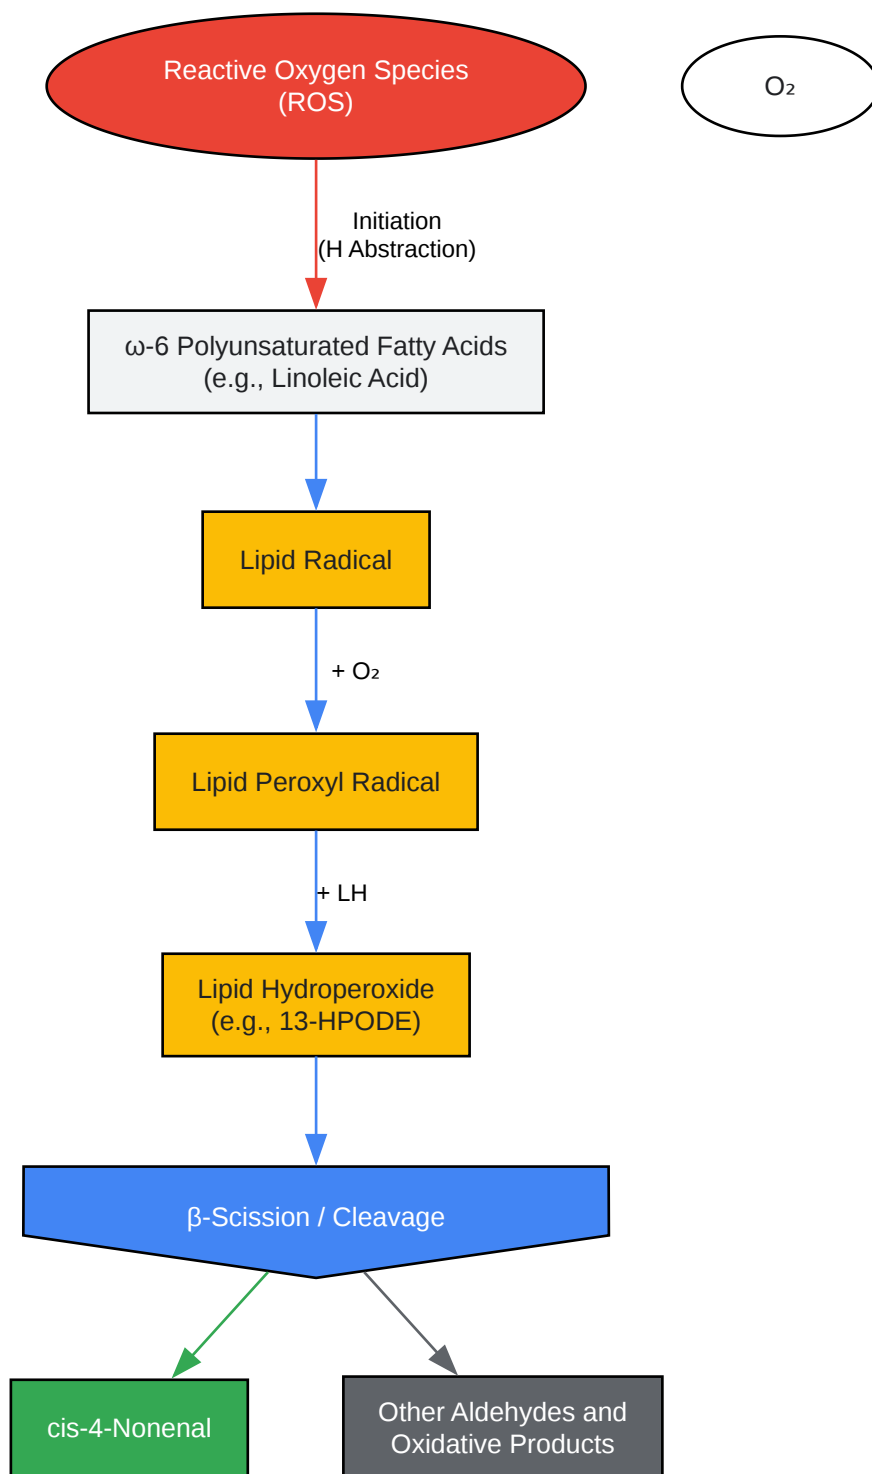 Reactive Oxygen Species
(ROS)
O₂
Initiation
(H Abstraction)
ω-6 Polyunsaturated Fatty Acids
(e.g., Linoleic Acid)
Lipid Radical
+ O₂
Lipid Peroxyl Radical
+ LH
Lipid Hydroperoxide
(e.g., 13-HPODE)
β-Scission / Cleavage
cis-4-Nonenal
Other Aldehydes and
Oxidative Products